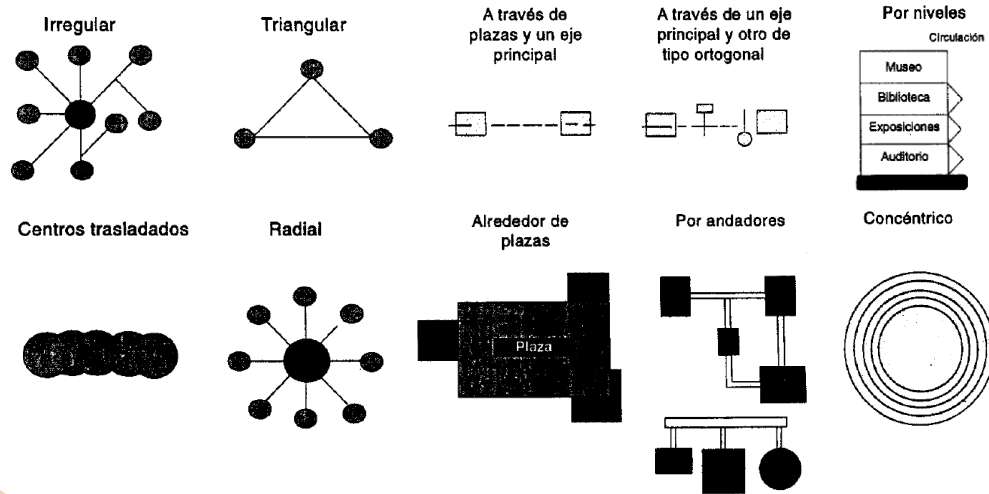 Irregular
Triangular
A través de
plazas y un eje
principal
A través de un eje
principal y otro de
tipo ortogonal
Por niveles
Circulación
Museo
Biblioteca
Exposiciones
Auditorio
Centros trasladados
Radial
Alrededor de
plazas
Plaza
Por andadores
Concéntrico